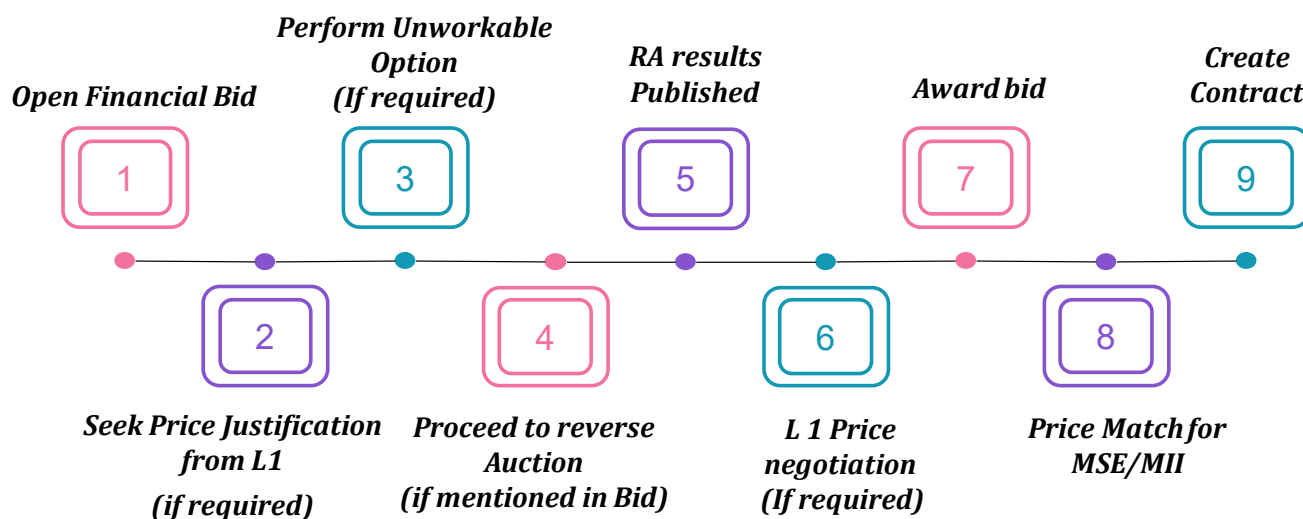 Open Financial Bid
1
2
Seek Price Justification
from L1
(if required)
Perform Unworkable
Option
(If required)
3
4
Proceed to reverse
Auction
(if mentioned in Bid)
RA results
Published
5
6
L 1 Price
negotiation
(If required)
Award bid
7
8
Price Match for
MSE/MII
Create
Contract
9